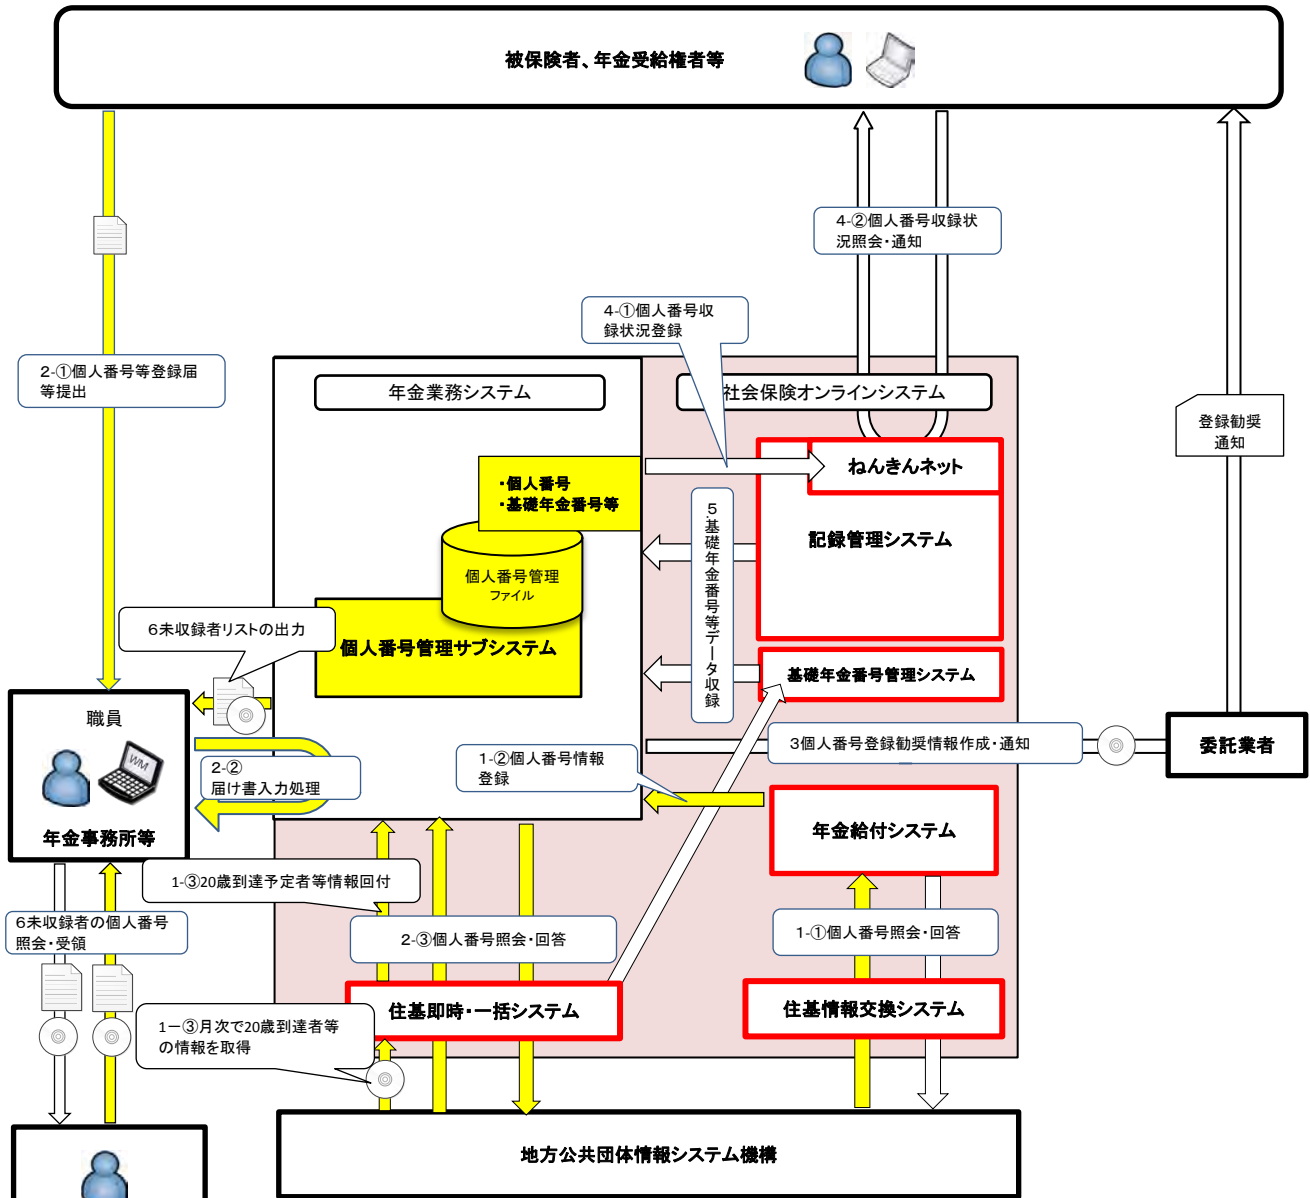 被保険者、年金受給権者等
4-②個人番号収録状
況照会・通知
4-①個人番号収
録状況登録
2-①個人番号等登録届
等提出
年金業務システム
社会保険オンラインシステム
登録勧奨
通知
・個人番号
・基礎年金番号等
ねんきんネット
記録管理システム
5.基礎年金番号等データ収録
個人番号管理
ファイル
個人番号管理サブシステム
6未収録者リストの出力
基礎年金番号管理システム
職員
WM
年金事務所等
2-②
届け書入力処理
1-②個人番号情報
登録
3個人番号登録勧奨情報作成・通知
委託業者
年金給付システム
1-③20歳到達予定者等情報回付
6未収録者の個人番号
照会・受領
2-③個人番号照会・回答
1-①個人番号照会・回答
住基即時・一括システム
住基情報交換システム
1－③月次で20歳到達者等
の情報を取得
地方公共団体情報システム機構